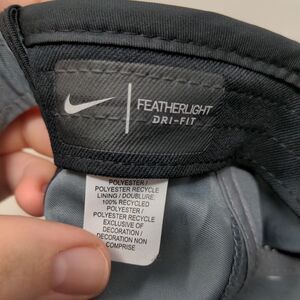 FEATHERLIGHT
DRI-FIT
POLYESTER /
POLYESTER RECYCLE
LINING / DOUBLURE:
100% RECYCLED
POLYESTER /
POLYESTER RECYCLE
EXCLUSIVE OF
DECORATION /
DECORATION NON
COMPRISE